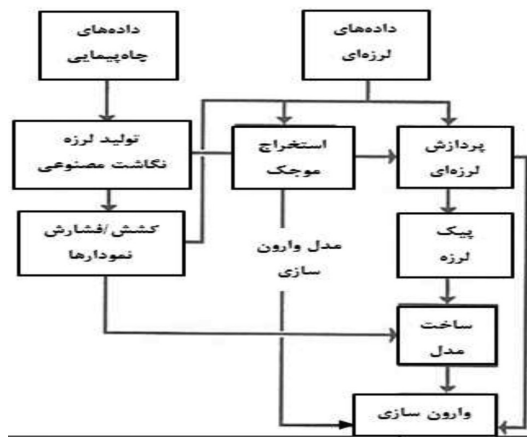 داده‌های
لرزه‌ای
داده‌های
چاه‌پیمایی
پردازش
لرزه‌ای
استخراج
موجک
تولید لرزه
نگاشت مصنوعی
پیک
لرزه
مدل وارون
سازی
کشش/فشارش
نمودارها
ساخت
مدل
وارون سازی